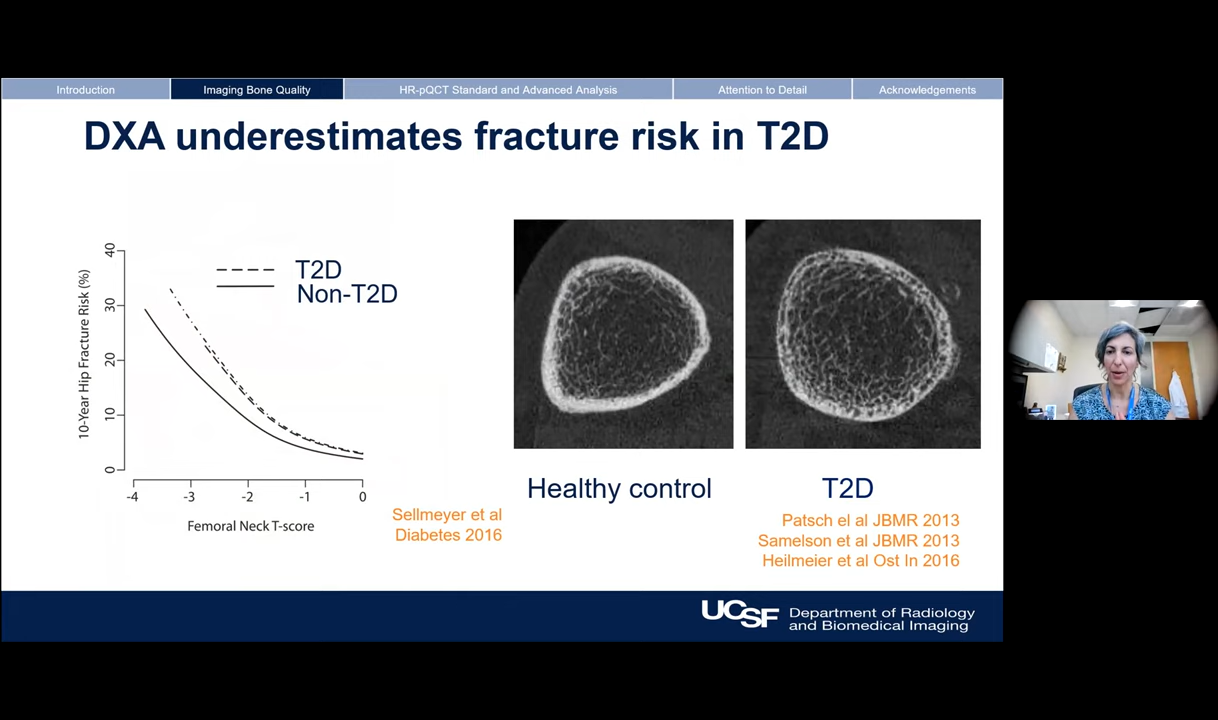 Introduction
Imaging Bone Quality
HR-pQCT Standard and Advanced Analysis
Attention to Detail
Acknowledgements
DXA underestimates fracture risk in T2D
10-Year Hip Fracture Risk (%)
40
30
20
10
0
T2D
Non-T2D
-4
-3
-2
-1
0
Femoral Neck T-score
Sellmeyer et al
Diabetes 2016
Healthy control
T2D
Patsch el al JBMR 2013
Samelson et al JBMR 2013
Heilmeier et al Ost In 2016
UCSF
Department of Radiology
and Biomedical Imaging